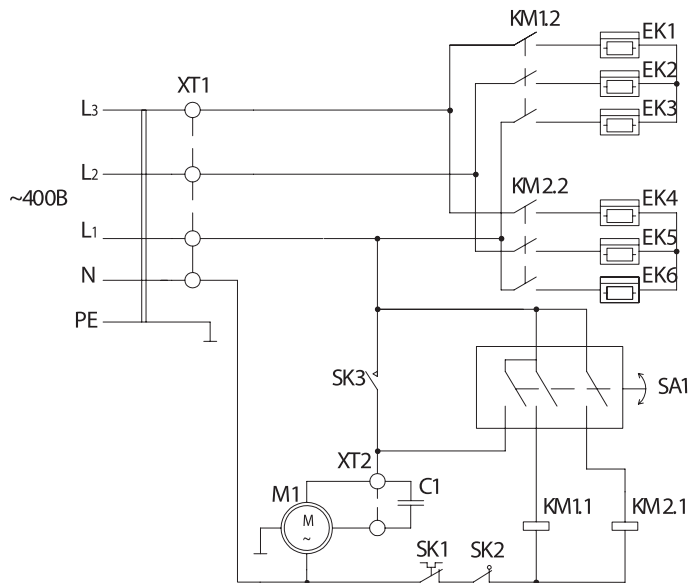 KM1.2
EK1
EK2
EK3
XT1
L3
L2
~400В
L1
N
PE
KM2.2
EK4
EK5
EK6
SK3
SA1
XT2
C1
M1
M
~
KM1.1
KM2.1
SK1
SK2